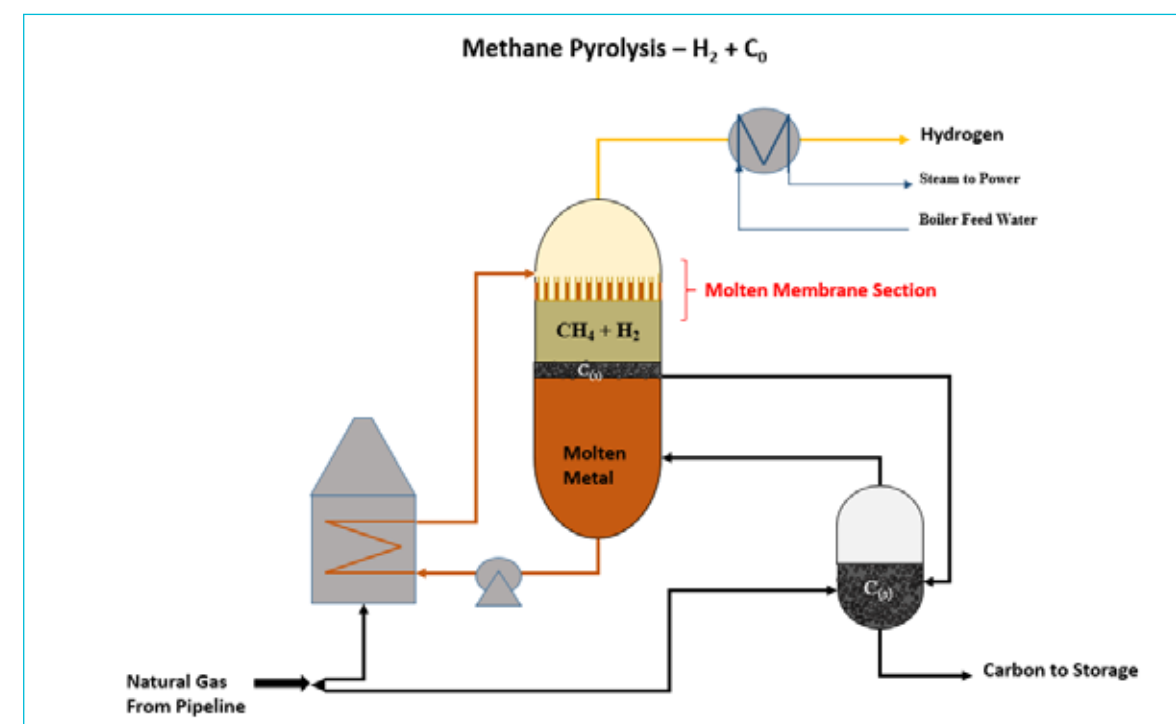 Methane Pyrolysis – H₂ + C₀
Hydrogen
Steam to Power
Boiler Feed Water
Molten Membrane Section
CH₄ + H₂
C₍ₛ₎
Molten
Metal
C₍ₛ₎
Natural Gas
From Pipeline
Carbon to Storage